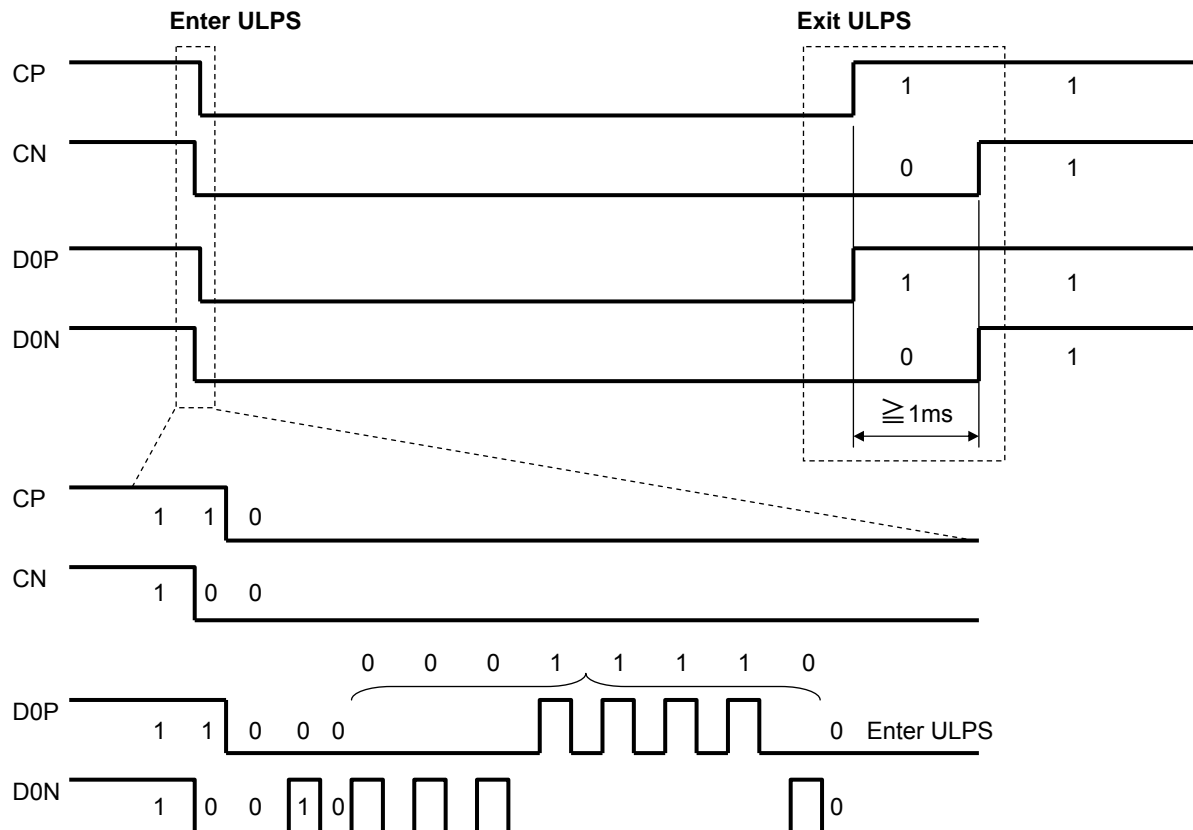 Enter ULPS Exit ULPS
CP 1 1
CN 0 1
D0P 1 1
D0N 0 1
≧1ms
CP 1 1 0
CN 1 0 0
0 0 0 1 1 1 1 0
D0P 1 1 0 0 0 0 Enter ULPS
D0N 1 0 0 1 0 0